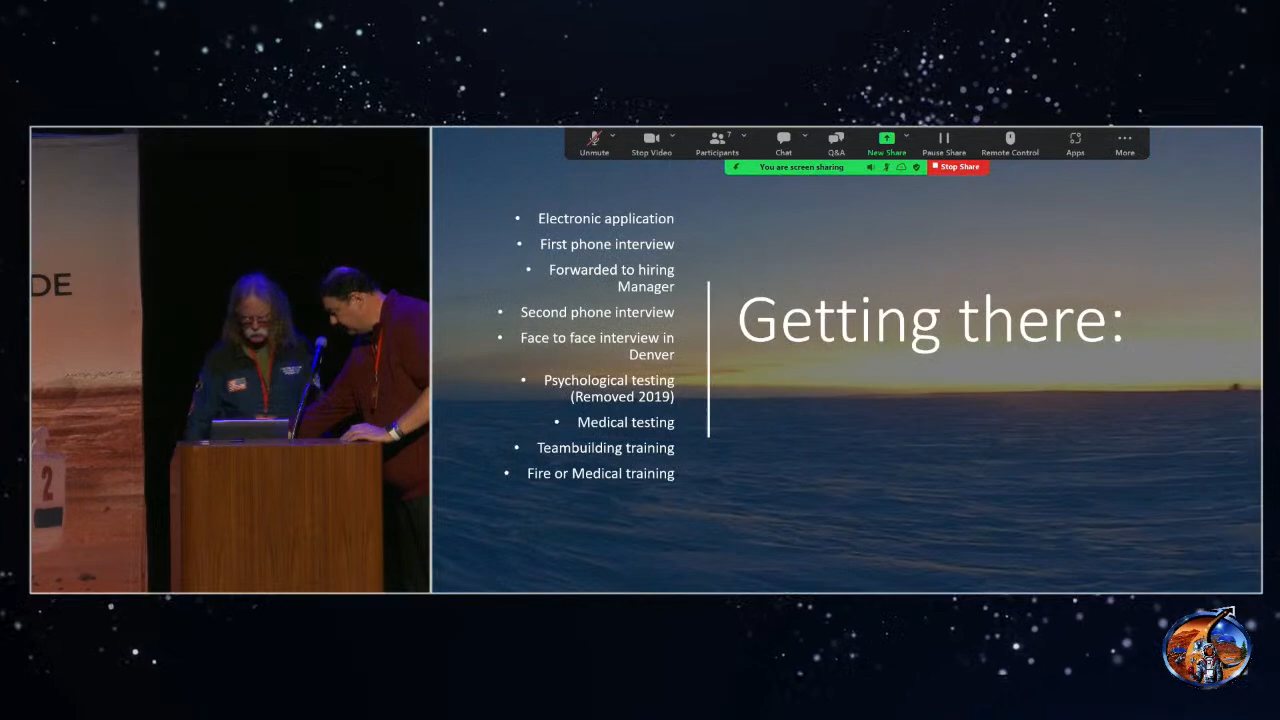 DE
2
Unmute
Stop Video
7
Participants
Chat
Q&A
New Share
Pause Share
Remote Control
Apps
More
You are screen sharing
Stop Share
• Electronic application
• First phone interview
• Forwarded to hiring
Manager
• Second phone interview
• Face to face interview in
Denver
• Psychological testing
(Removed 2019)
• Medical testing
• Teambuilding training
• Fire or Medical training
Getting there: